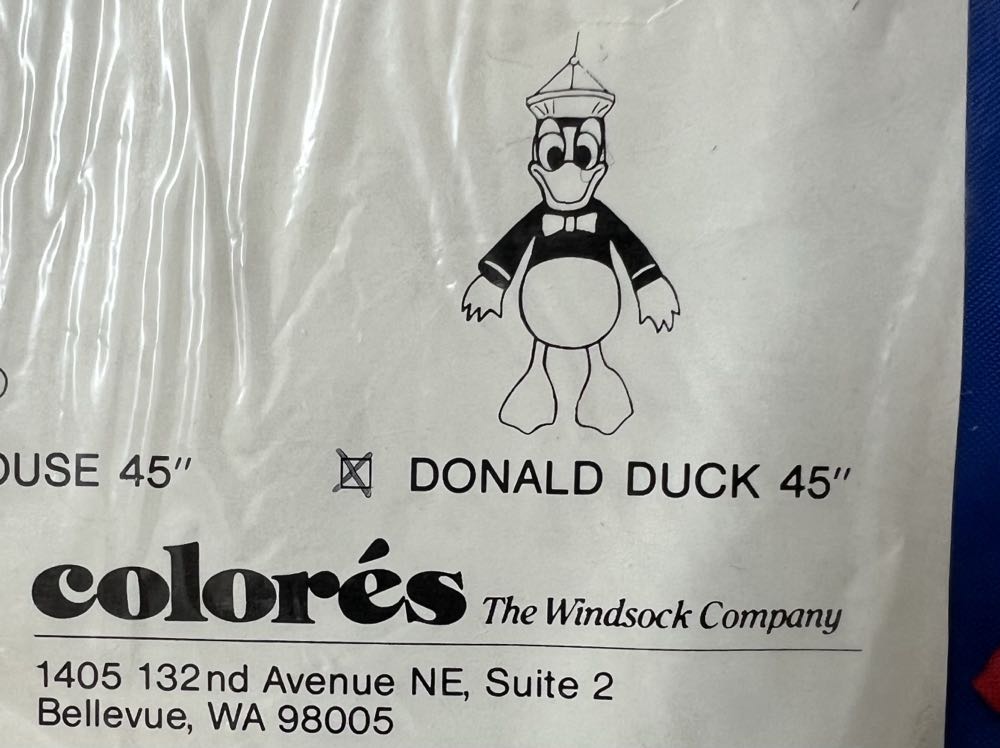 OUSE 45″
DONALD DUCK 45″
colorés The Windsock Company
1405 132nd Avenue NE, Suite 2
Bellevue, WA 98005